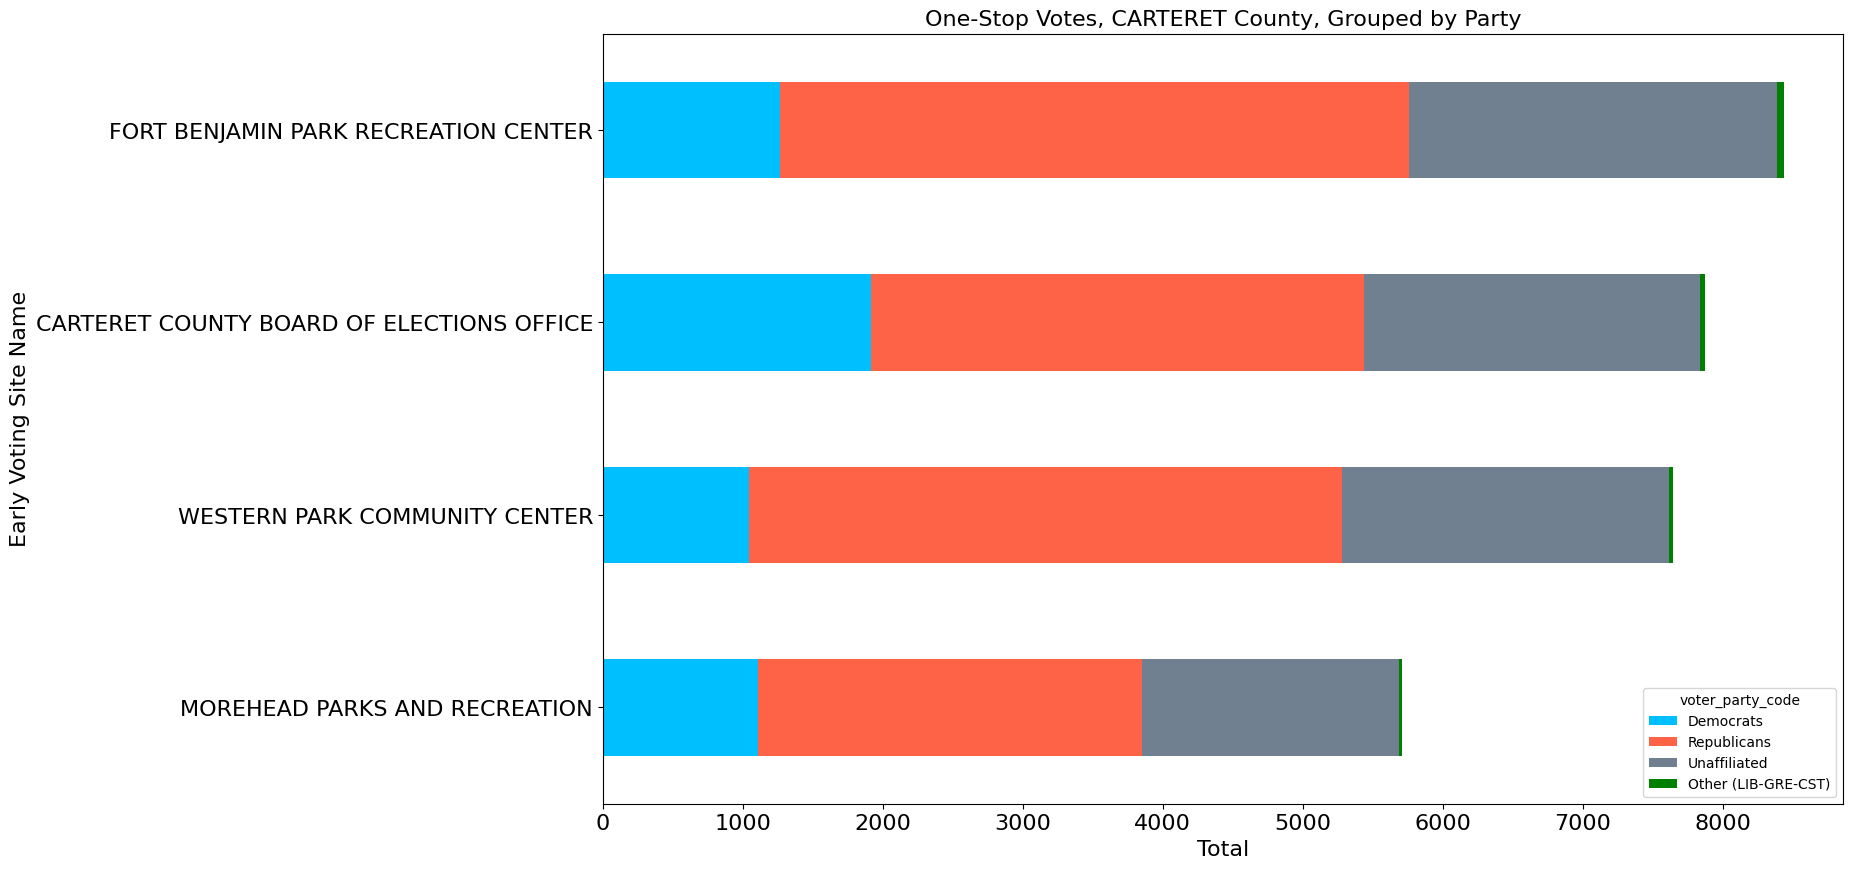 One-Stop Votes, CARTERET County, Grouped by Party
Early Voting Site Name
FORT BENJAMIN PARK RECREATION CENTER
CARTERET COUNTY BOARD OF ELECTIONS OFFICE
WESTERN PARK COMMUNITY CENTER
MOREHEAD PARKS AND RECREATION
voter_party_code
Democrats
Republicans
Unaffiliated
Other (LIB-GRE-CST)
0 1000 2000 3000 4000 5000 6000 7000 8000
Total